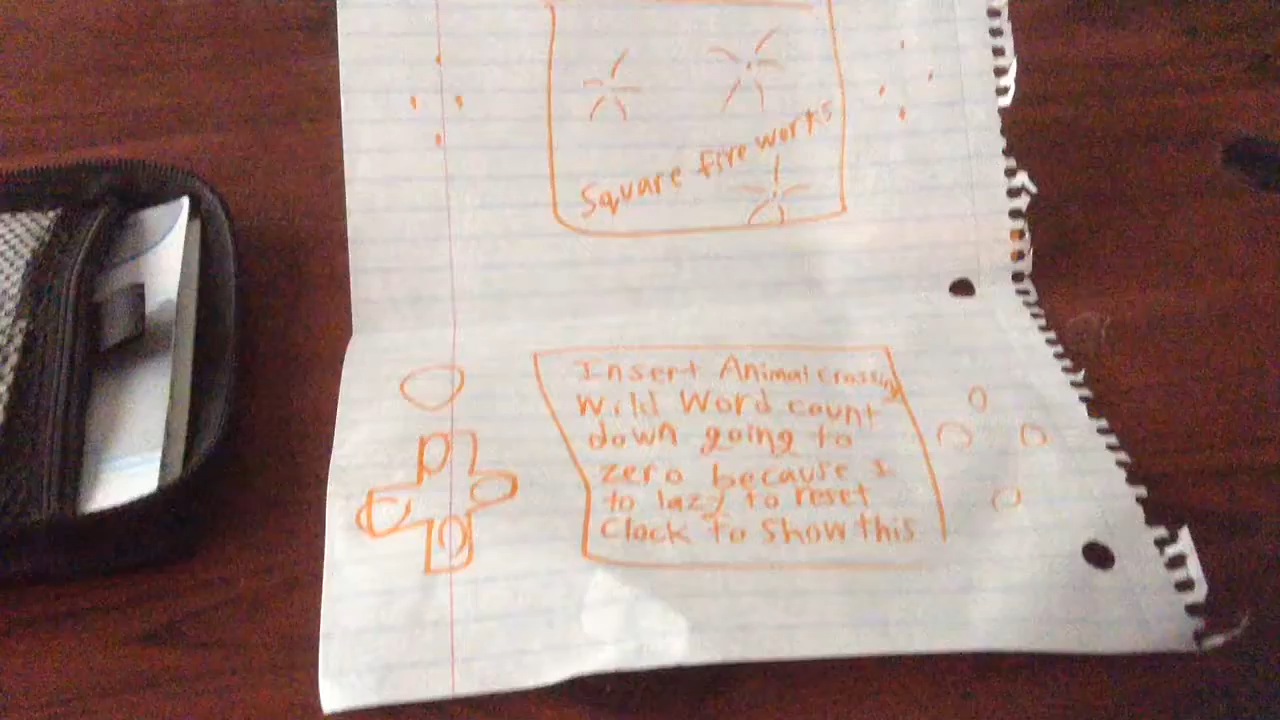 Square fireworks
Insert Animal crossing
Wild Word count
down going to
zero because s
to lazy to reset
Clock to Show this